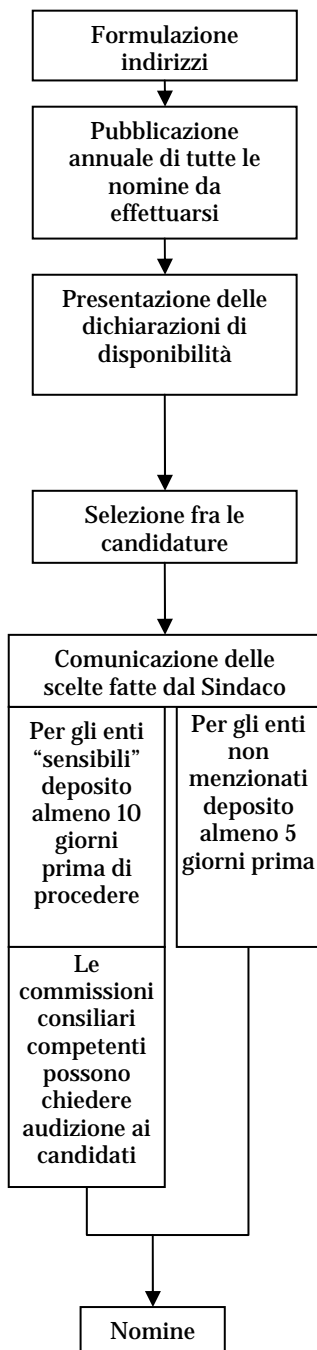 Formulazione
indirizzi
Pubblicazione
annuale di tutte le
nomine da
effettuarsi
Presentazione delle
dichiarazioni di
disponibilità
Selezione fra le
candidature
Comunicazione delle
scelte fatte dal Sindaco
Per gli enti
“sensibili”
deposito
almeno 10
giorni
prima di
procedere
Per gli enti
non
menzionati
deposito
almeno 5
giorni prima
Le
commissioni
consiliari
competenti
possono
chiedere
audizione ai
candidati
Nomine